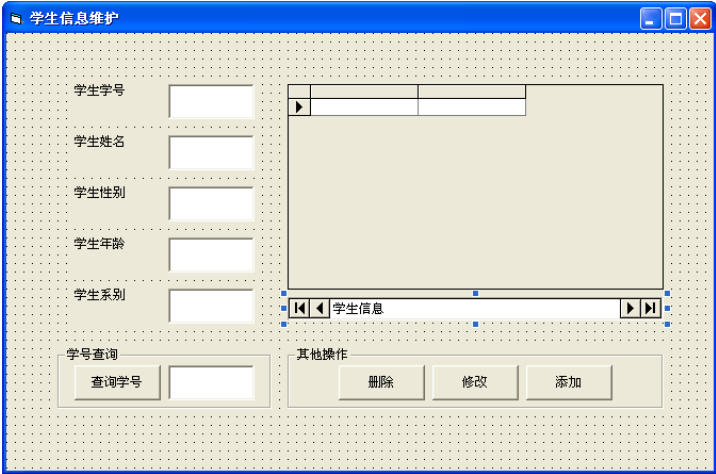 学生信息维护
学生学号
学生姓名
学生性别
学生年龄
学生系别
学生信息
学号查询
查询学号
其他操作
删除
修改
添加